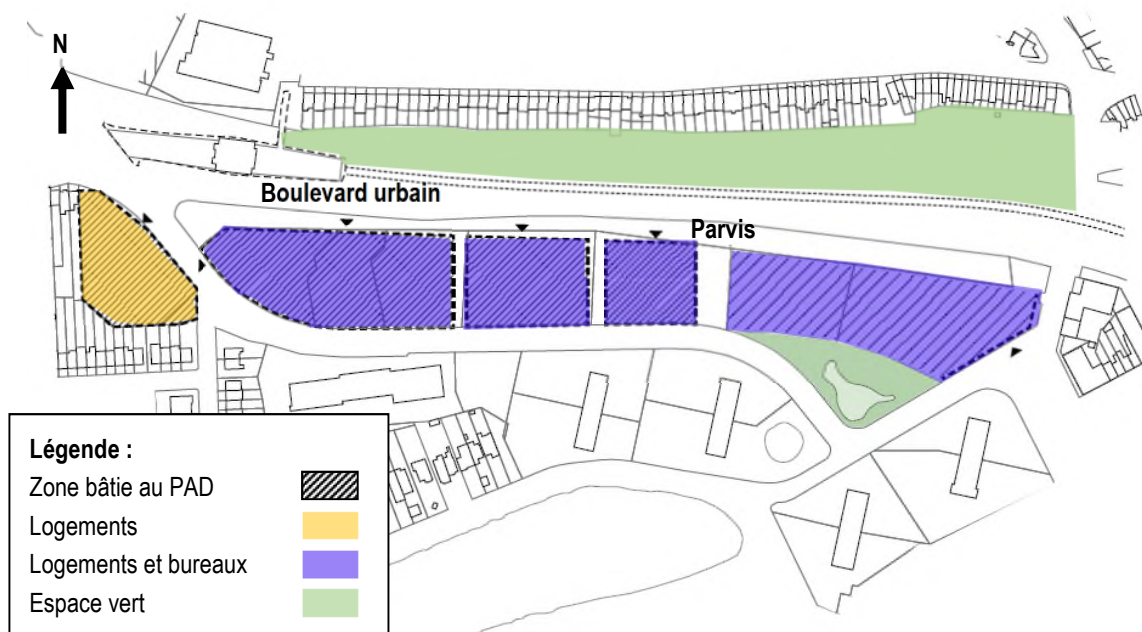 N
Boulevard urbain
Parvis
Légende :
Zone bâtie au PAD
Logements
Logements et bureaux
Espace vert